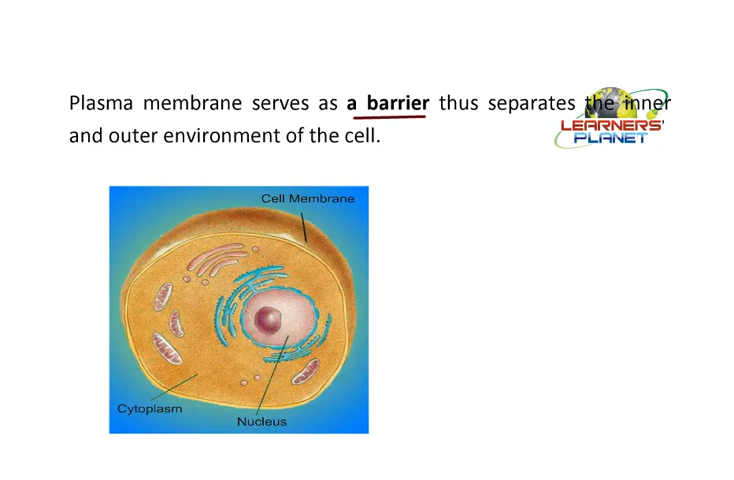 Plasma membrane serves as a barrier thus separates the inner
and outer environment of the cell.
LEARNERS'
PLANET
Cell Membrane
Cytoplasm
Nucleus